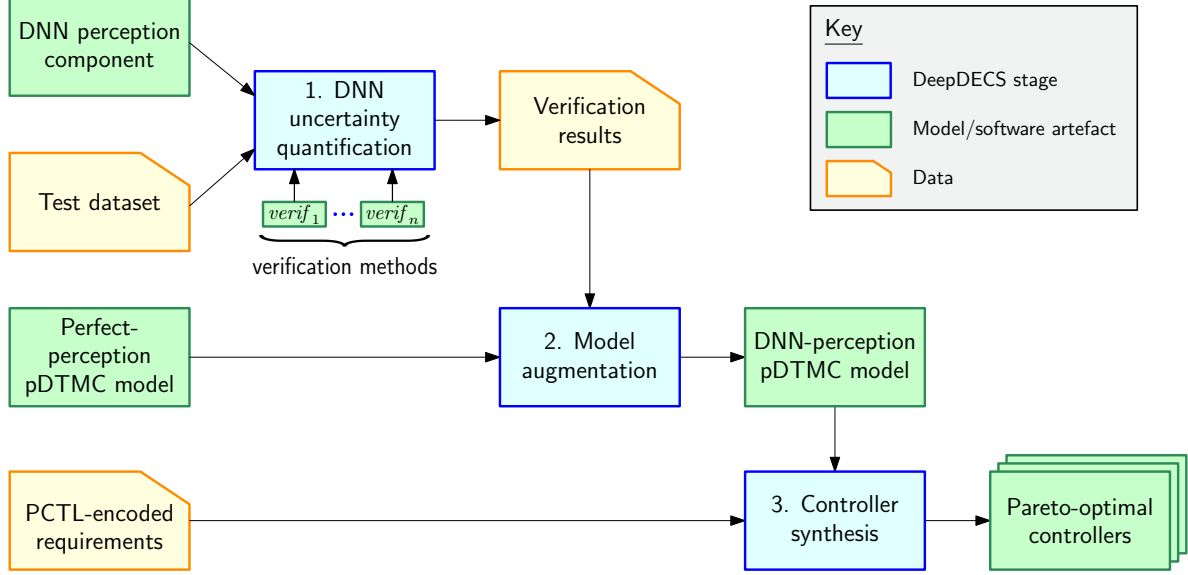 DNN perception
component
Key
DeepDECS stage
Model/software artefact
Data
1. DNN
uncertainty
quantification
Verification
results
Test dataset
verif1 ... verifn
verification methods
Perfect-
perception
pDTMC model
2. Model
augmentation
DNN-perception
pDTMC model
PCTL-encoded
requirements
3. Controller
synthesis
Pareto-optimal
controllers